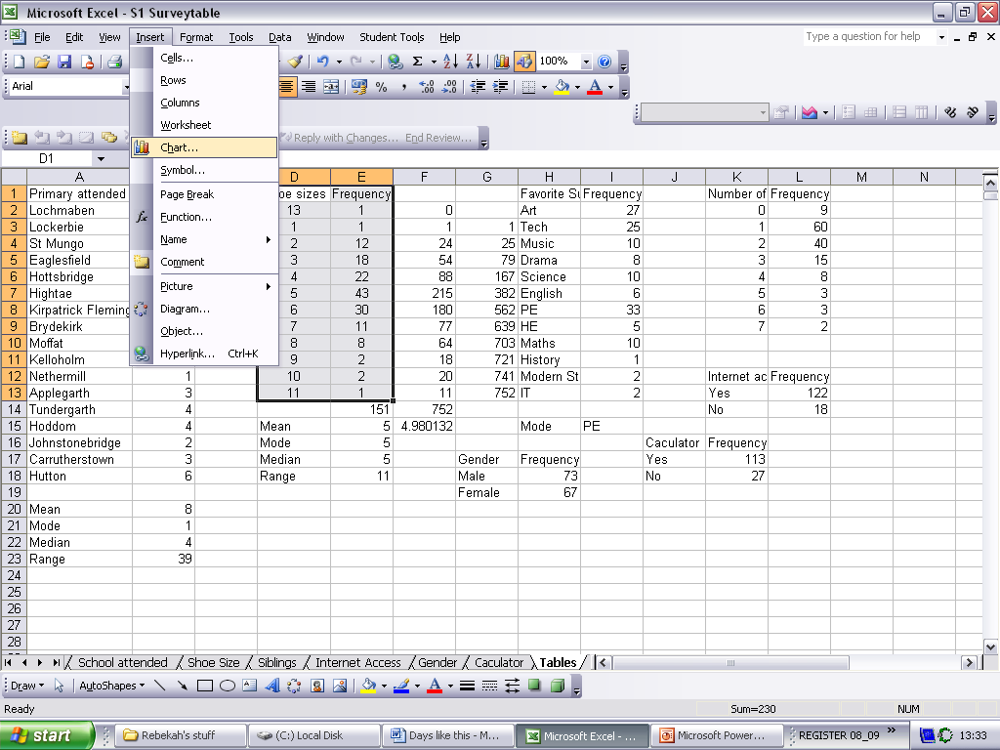 Microsoft Excel - S1 Surveytable
File Edit View Insert Format Tools Data Window Student Tools Help Type a question for help
100%
Arial
Reply with Changes... End Review...
D1
Cells...
Rows
Columns
Worksheet
Chart...
Symbol...
Page Break
Function...
Name
Comment
Picture
Diagram...
Object...
Hyperlink... Ctrl+K
A D E F G H I J K L M N
1 Primary attended oe sizes Frequency Favorite Su Frequency Number of Frequency
2 Lochmaben 13 1 0 Art 27 0 9
3 Lockerbie 1 1 1 1 Tech 25 1 60
4 St Mungo 2 12 24 25 Music 10 2 40
5 Eaglesfield 3 18 54 79 Drama 8 3 15
6 Hottsbridge 4 22 88 167 Science 10 4 8
7 Hightae 5 43 215 382 English 6 5 3
8 Kirpatrick Fleming 6 30 180 562 PE 33 6 3
9 Brydekirk 7 11 77 639 HE 5 7 2
10 Moffat 8 8 64 703 Maths 10
11 Kelloholm 9 2 18 721 History 1
12 Nethermill 1 10 2 20 741 Modern St 2 Internet ac Frequency
13 Applegarth 3 11 1 11 752 IT 2 Yes 122
14 Tundergarth 4 151 752 No 18
15 Hoddom 4 Mean 5 4.980132 Mode PE
16 Johnstonebridge 2 Mode 5 Caculator Frequency
17 Carrutherstown 3 Median 5 Gender Frequency Yes 113
18 Hutton 6 Range 11 Male 73 No 27
19 Female 67
20 Mean 8
21 Mode 1
22 Median 4
23 Range 39
24
25
26
27
28
School attended Shoe Size Siblings Internet Access Gender Caculator Tables
Draw AutoShapes
Ready Sum=230 NUM
start Rebekah's stuff (C:) Local Disk Days like this - M... Microsoft Excel - ... Microsoft Power... REGISTER 08_09 » 13:33